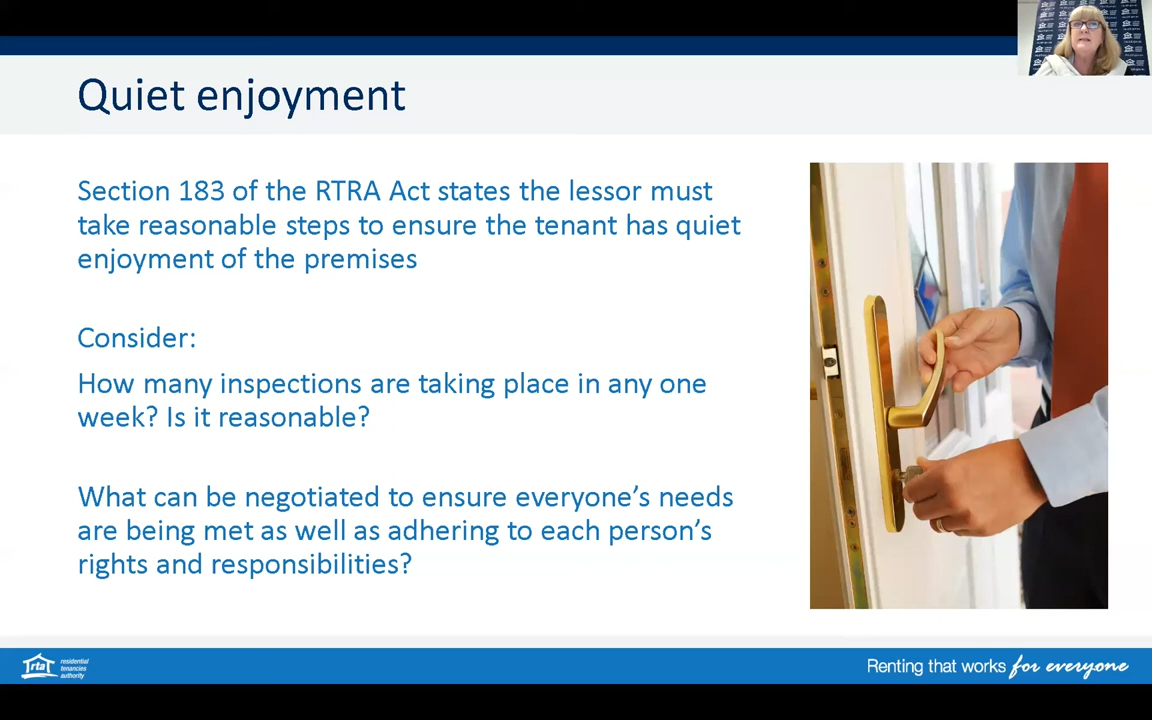 Quiet enjoyment
Section 183 of the RTRA Act states the lessor must
take reasonable steps to ensure the tenant has quiet
enjoyment of the premises
Consider:
How many inspections are taking place in any one
week? Is it reasonable?
What can be negotiated to ensure everyone’s needs
are being met as well as adhering to each person’s
rights and responsibilities?
rta
residential
tenancies
authority
Renting that works for everyone